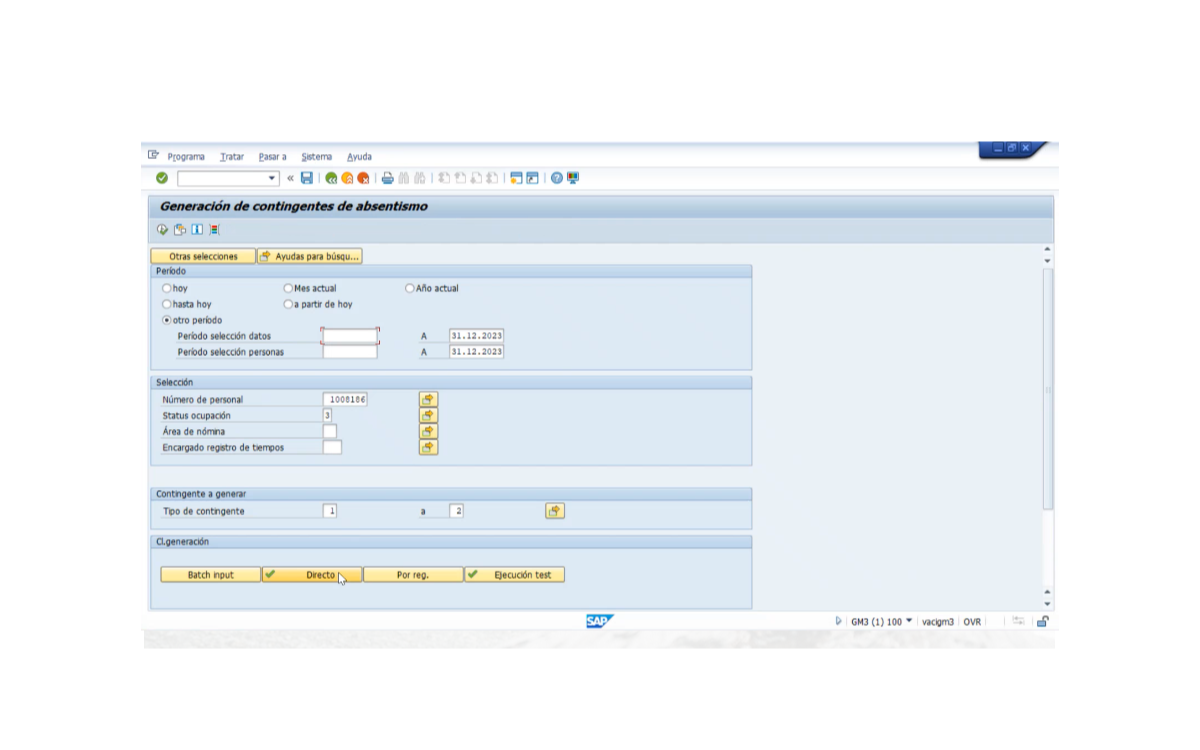 Programa Tratar Pasar a Sistema Ayuda
Generación de contingentes de absentismo
Otras selecciones Ayudas para búsqu...
Período
hoy Mes actual Año actual
hasta hoy a partir de hoy
otro período
Período selección datos A 31.12.2023
Período selección personas A 31.12.2023
Selección
Número de personal 1008186
Status ocupación 3
Área de nómina
Encargado registro de tiempos
Contingente a generar
Tipo de contingente 1 a 2
Cl.generación
Batch input Directo Por reg. Ejecución test
SAP GM3 (1) 100 vacigm3 OVR